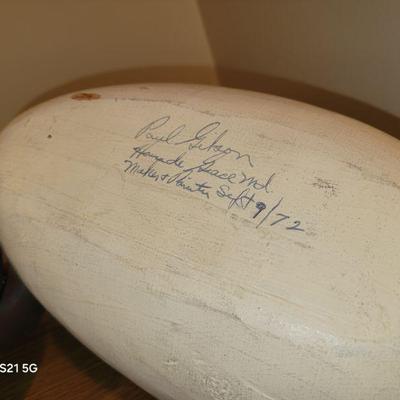 Paul Gibson
Havre de Grace Md.
Maker & Painter Sept 9/72
S21 5G